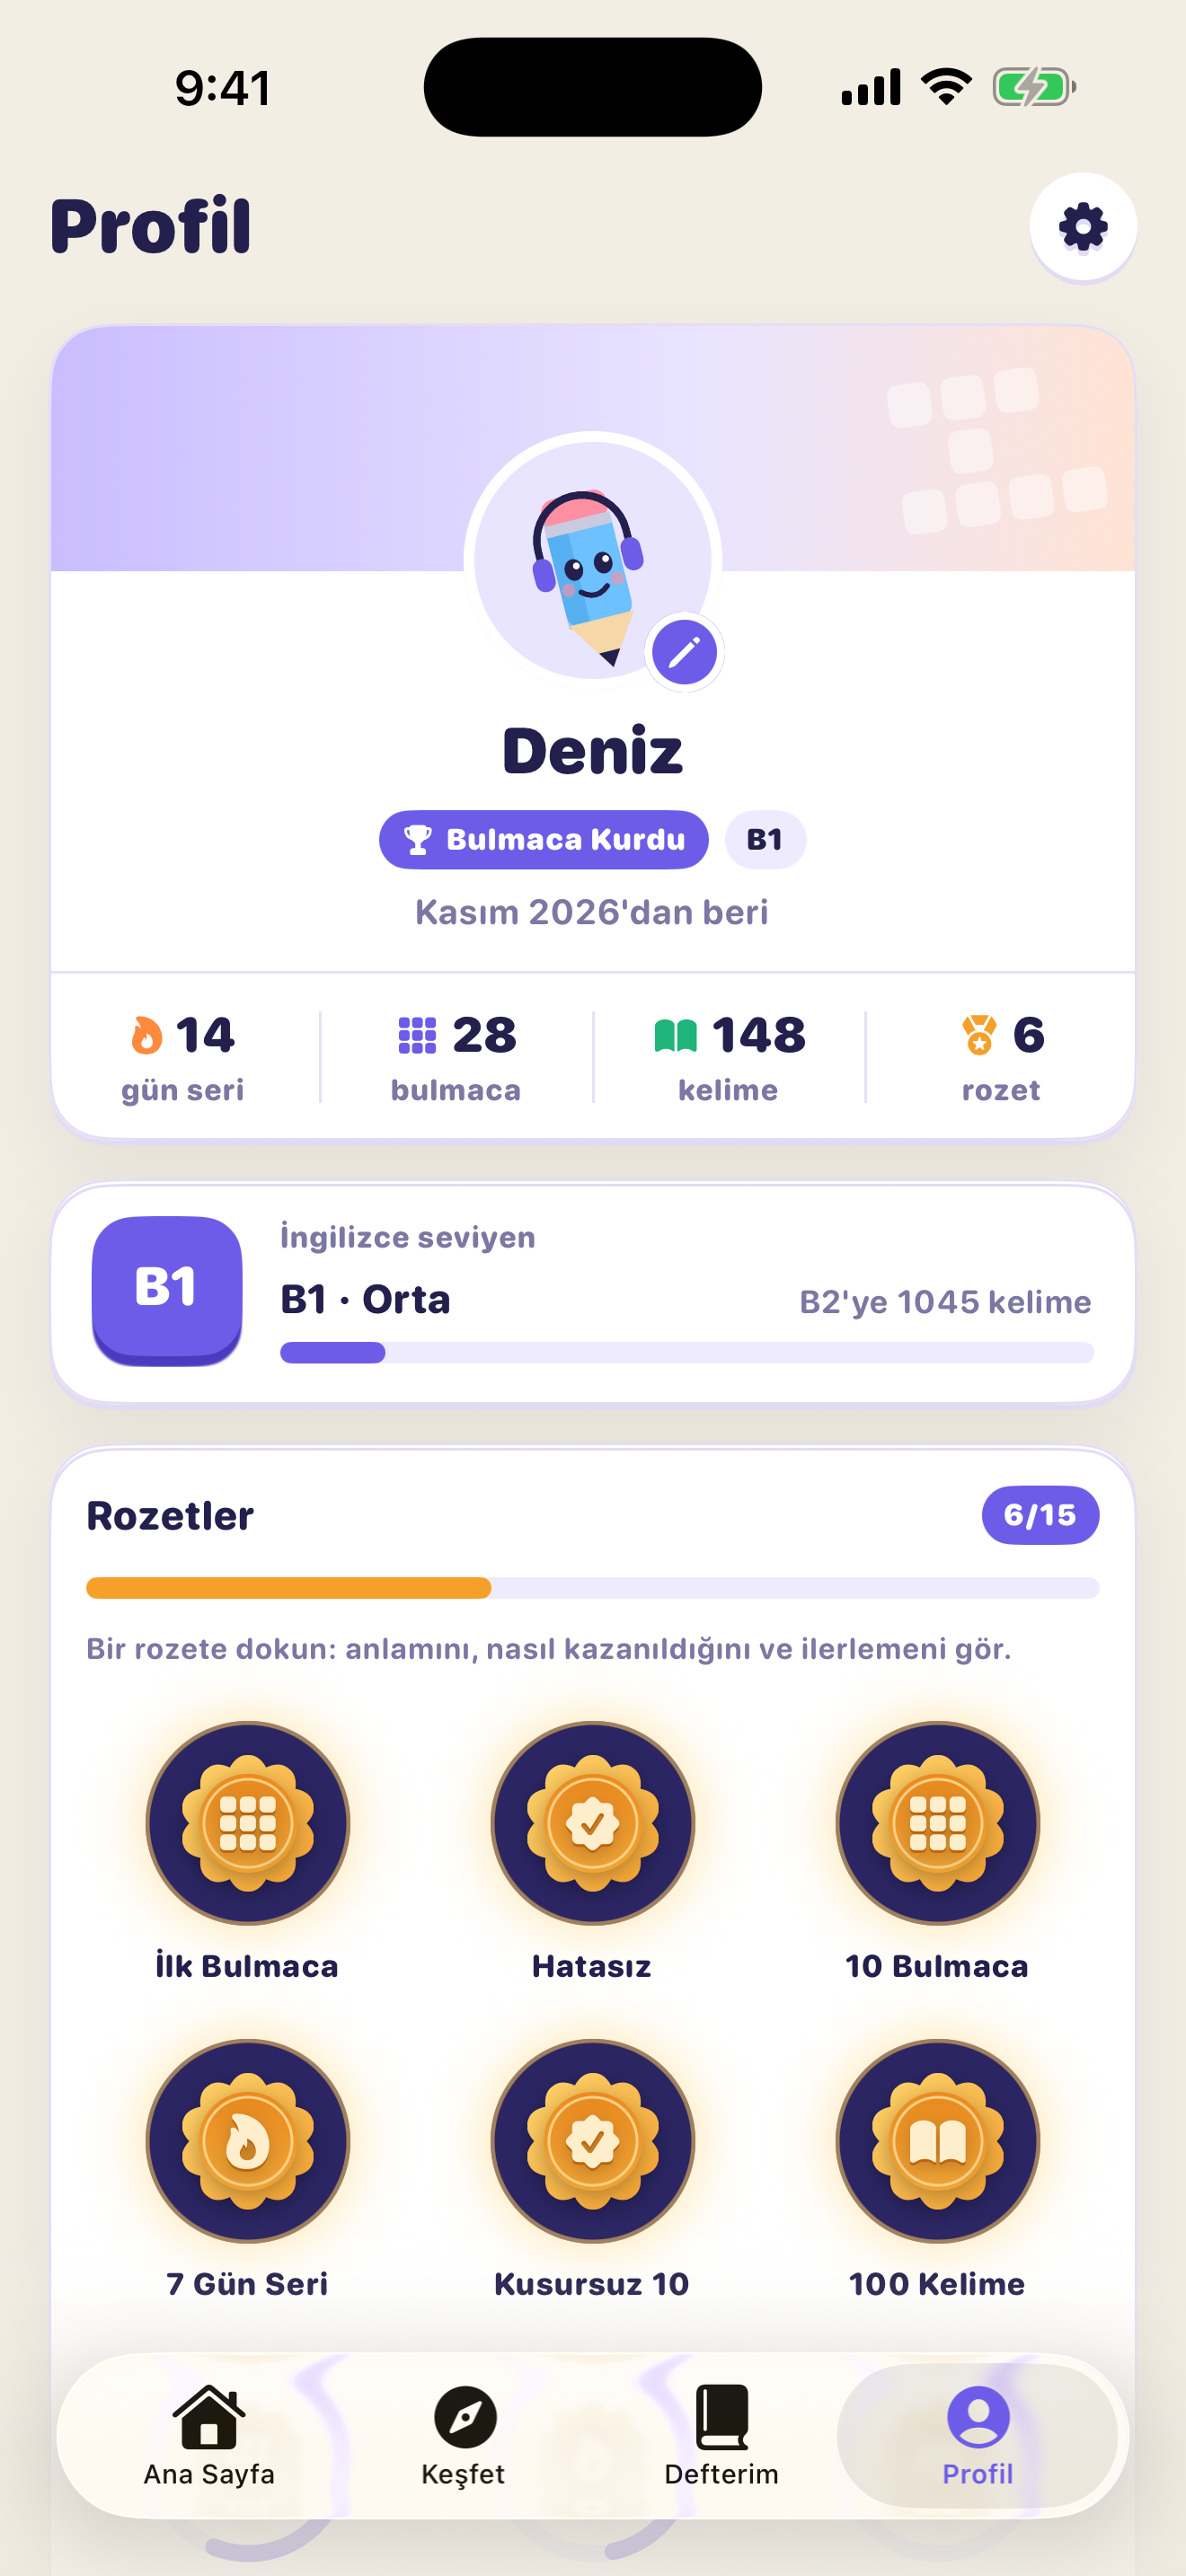 9:41
Profil
Deniz
Bulmaca Kurdu
B1
Kasım 2026'dan beri
14
gün seri
28
bulmaca
148
kelime
6
rozet
B1
İngilizce seviyen
B1 · Orta
B2'ye 1045 kelime
Rozetler
6/15
Bir rozete dokun: anlamını, nasıl kazanıldığını ve ilerlemeni gör.
İlk Bulmaca
Hatasız
10 Bulmaca
7 Gün Seri
Kusursuz 10
100 Kelime
Ana Sayfa
Keşfet
Defterim
Profil